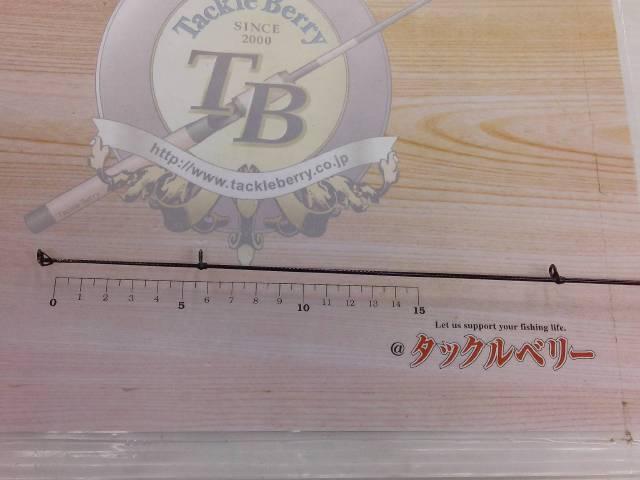 Tackle Berry
SINCE
2000
TB
http://www.tackleberry.co.jp
Tackle Berry
0 1 2 3 4 5 6 7 8 9 10 11 12 13 14 15
Let us support your fishing life.
@タックルベリー